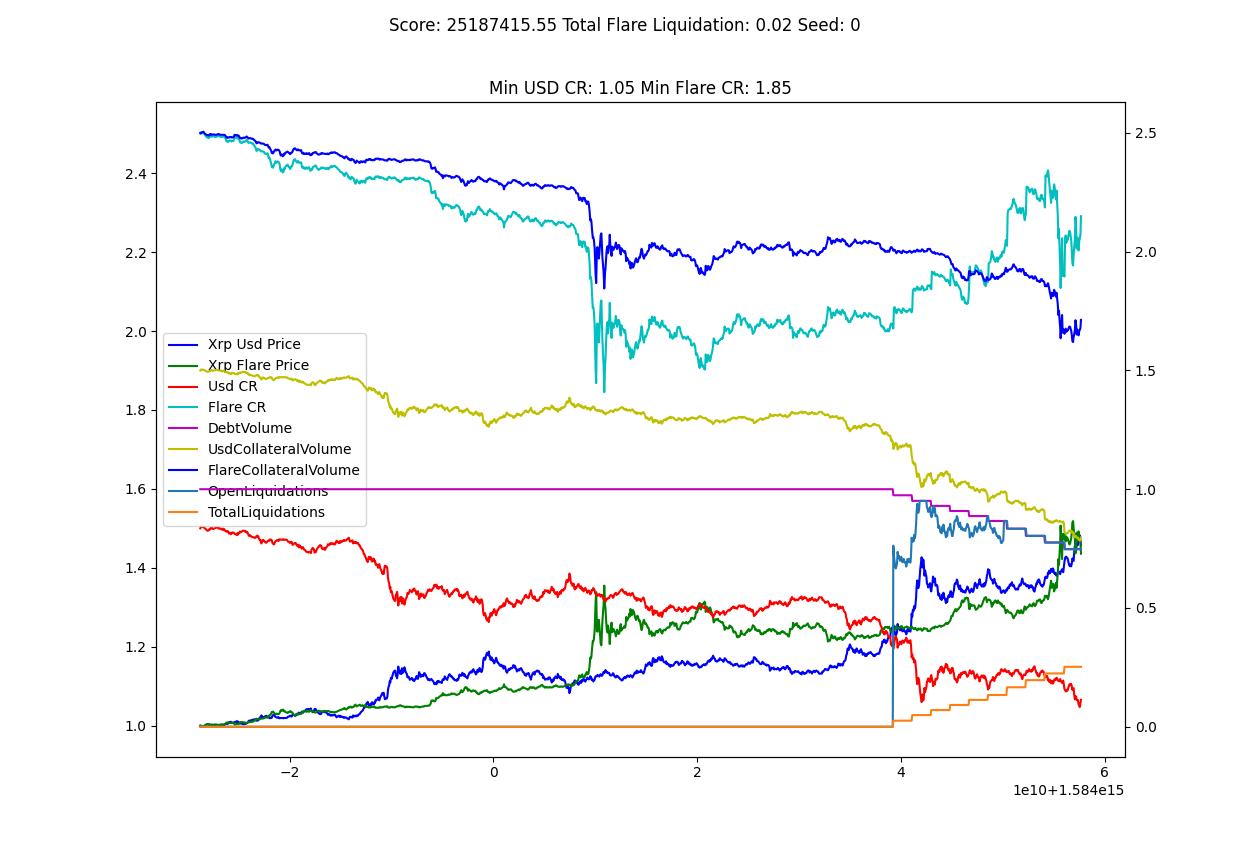 Score: 25187415.55 Total Flare Liquidation: 0.02 Seed: 0
Min USD CR: 1.05 Min Flare CR: 1.85
2.4
2.2
2.0
1.8
1.6
1.4
1.2
1.0
2.5
2.0
1.5
1.0
0.5
0.0
Xrp Usd Price
Xrp Flare Price
Usd CR
Flare CR
DebtVolume
UsdCollateralVolume
FlareCollateralVolume
OpenLiquidations
TotalLiquidations
−2 0 2 4 6
1e10+1.584e15